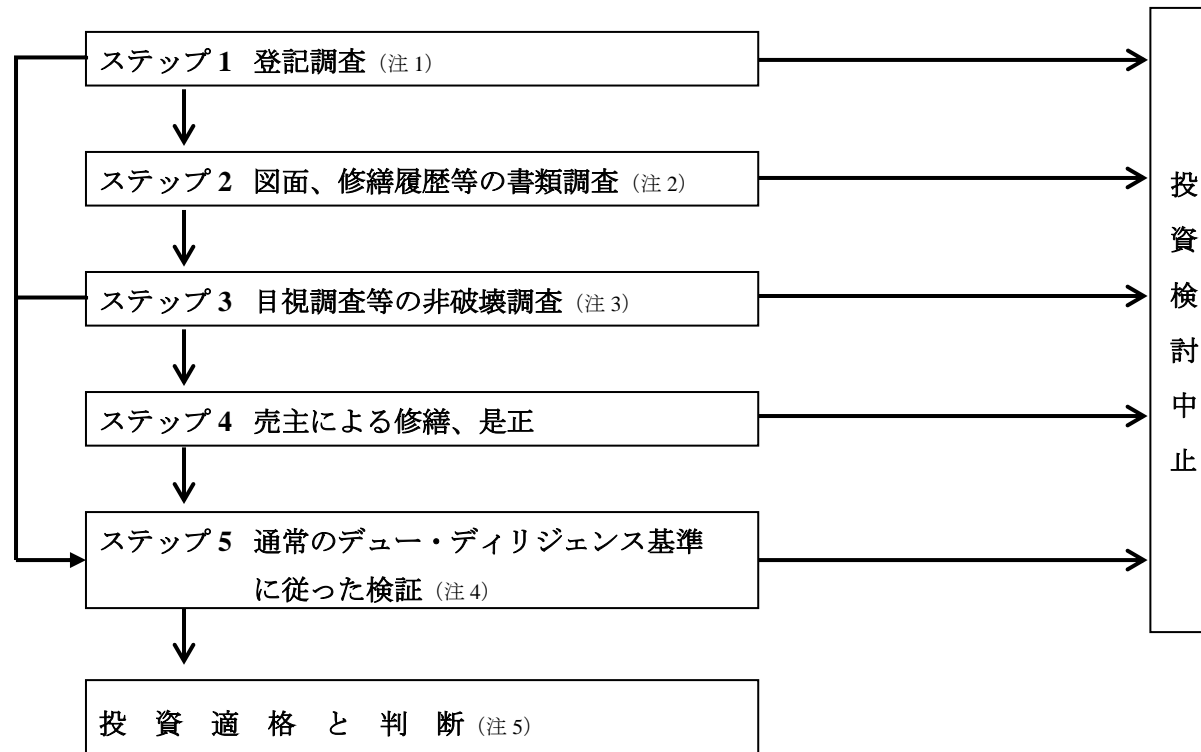 ステップ 1 登記調査（注 1）
ステップ 2 図面、修繕履歴等の書類調査（注 2）
ステップ 3 目視調査等の非破壊調査（注 3）
ステップ 4 売主による修繕、是正
ステップ 5 通常のデュー・ディリジェンス基準
に従った検証（注 4）
投資適格と判断（注 5）
投資検討中止